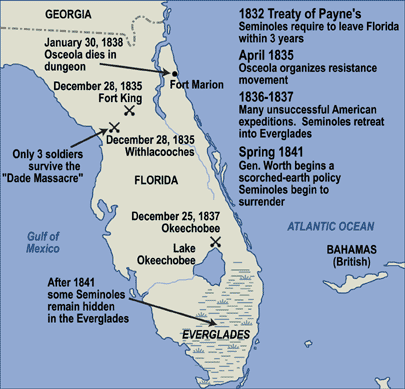 GEORGIA
January 30, 1838
Osceola dies in
dungeon
Fort Marion
December 28, 1835
Fort King
December 28, 1835
Withlacooches
Only 3 soldiers
survive the
"Dade Massacre"
FLORIDA
December 25, 1837
Okeechobee
Gulf of
Mexico
Lake
Okeechobee
After 1841
some Seminoles
remain hidden
in the Everglades
EVERGLADES
1832 Treaty of Payne's
Seminoles require to leave Florida
within 3 years
April 1835
Osceola organizes resistance
movement
1836-1837
Many unsuccessful American
expeditions. Seminoles retreat
into Everglades
Spring 1841
Gen. Worth begins a
scorched-earth policy
Seminoles begin to
surrender
ATLANTIC OCEAN
BAHAMAS
(British)